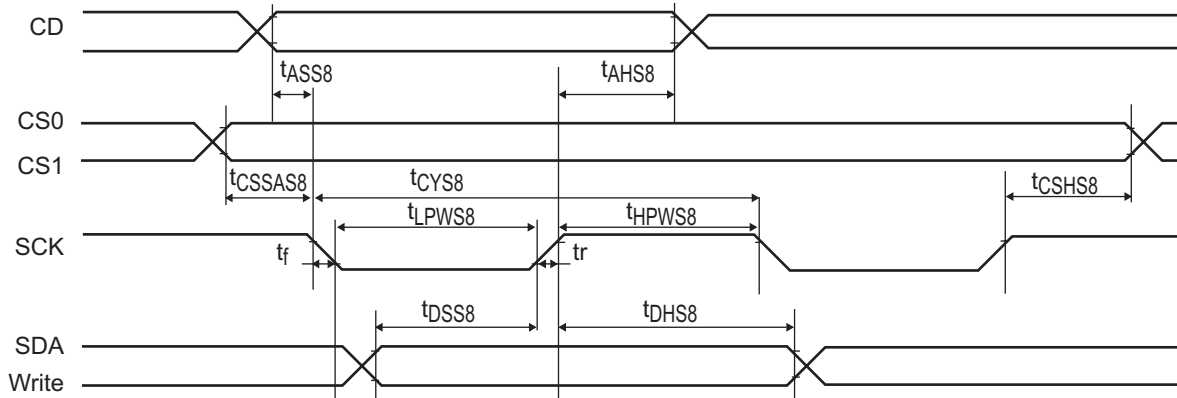 CD
tASS8
tAHS8
CS0
CS1
tCSSAS8
tCYS8
tCSHS8
tLPWS8
tHPWS8
SCK
tf
tr
tDSS8
tDHS8
SDA
Write